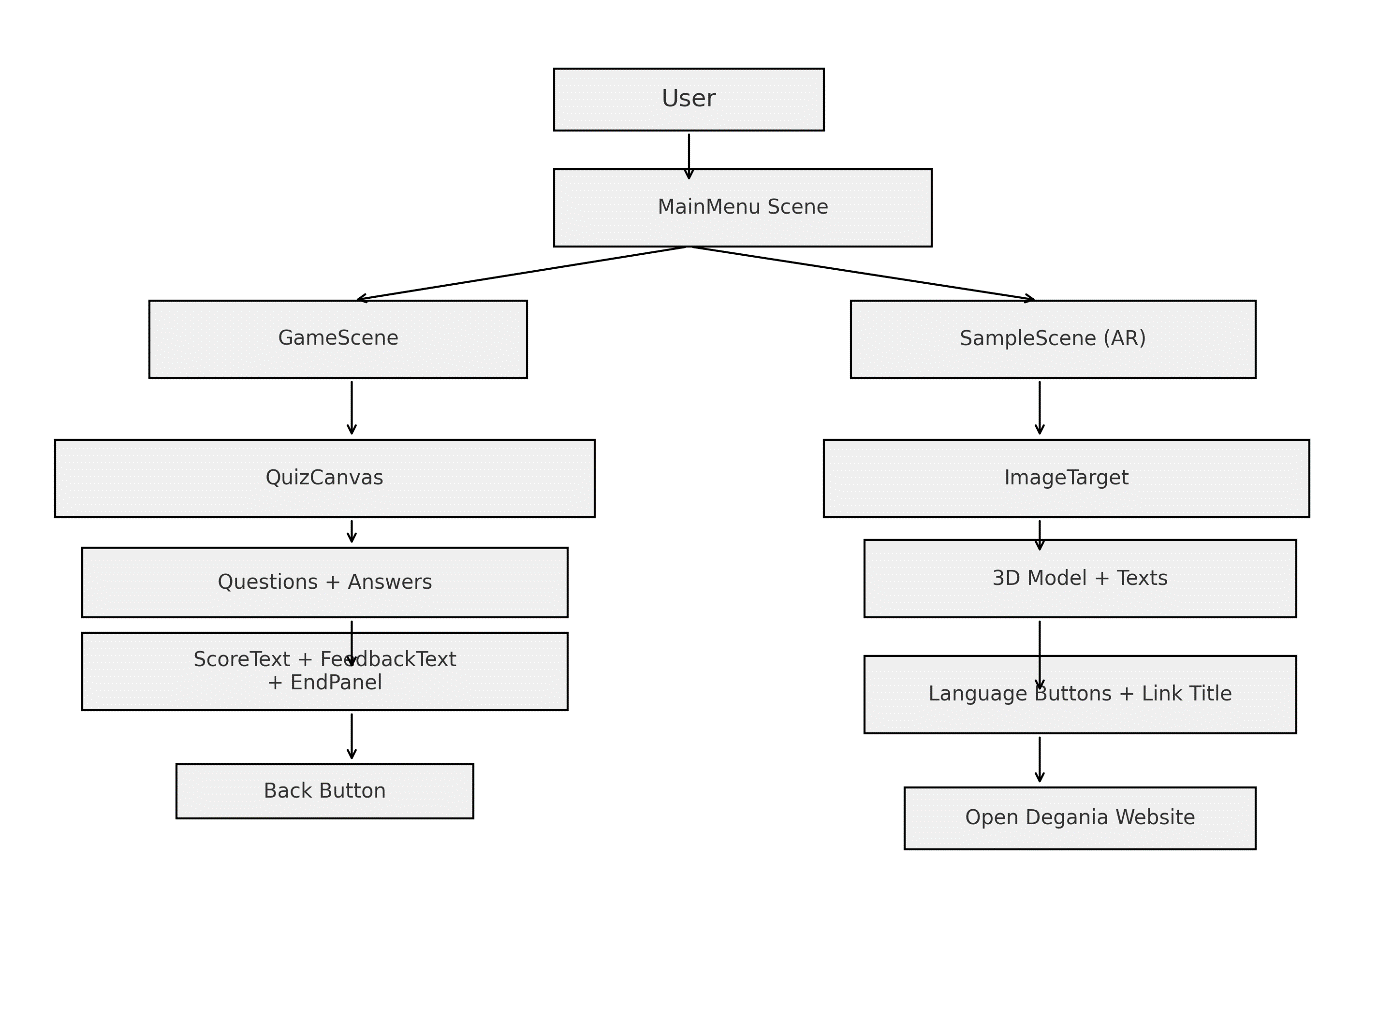 User
MainMenu Scene
GameScene
SampleScene (AR)
QuizCanvas
ImageTarget
Questions + Answers
3D Model + Texts
ScoreText + FeedbackText
+ EndPanel
Language Buttons + Link Title
Back Button
Open Degania Website